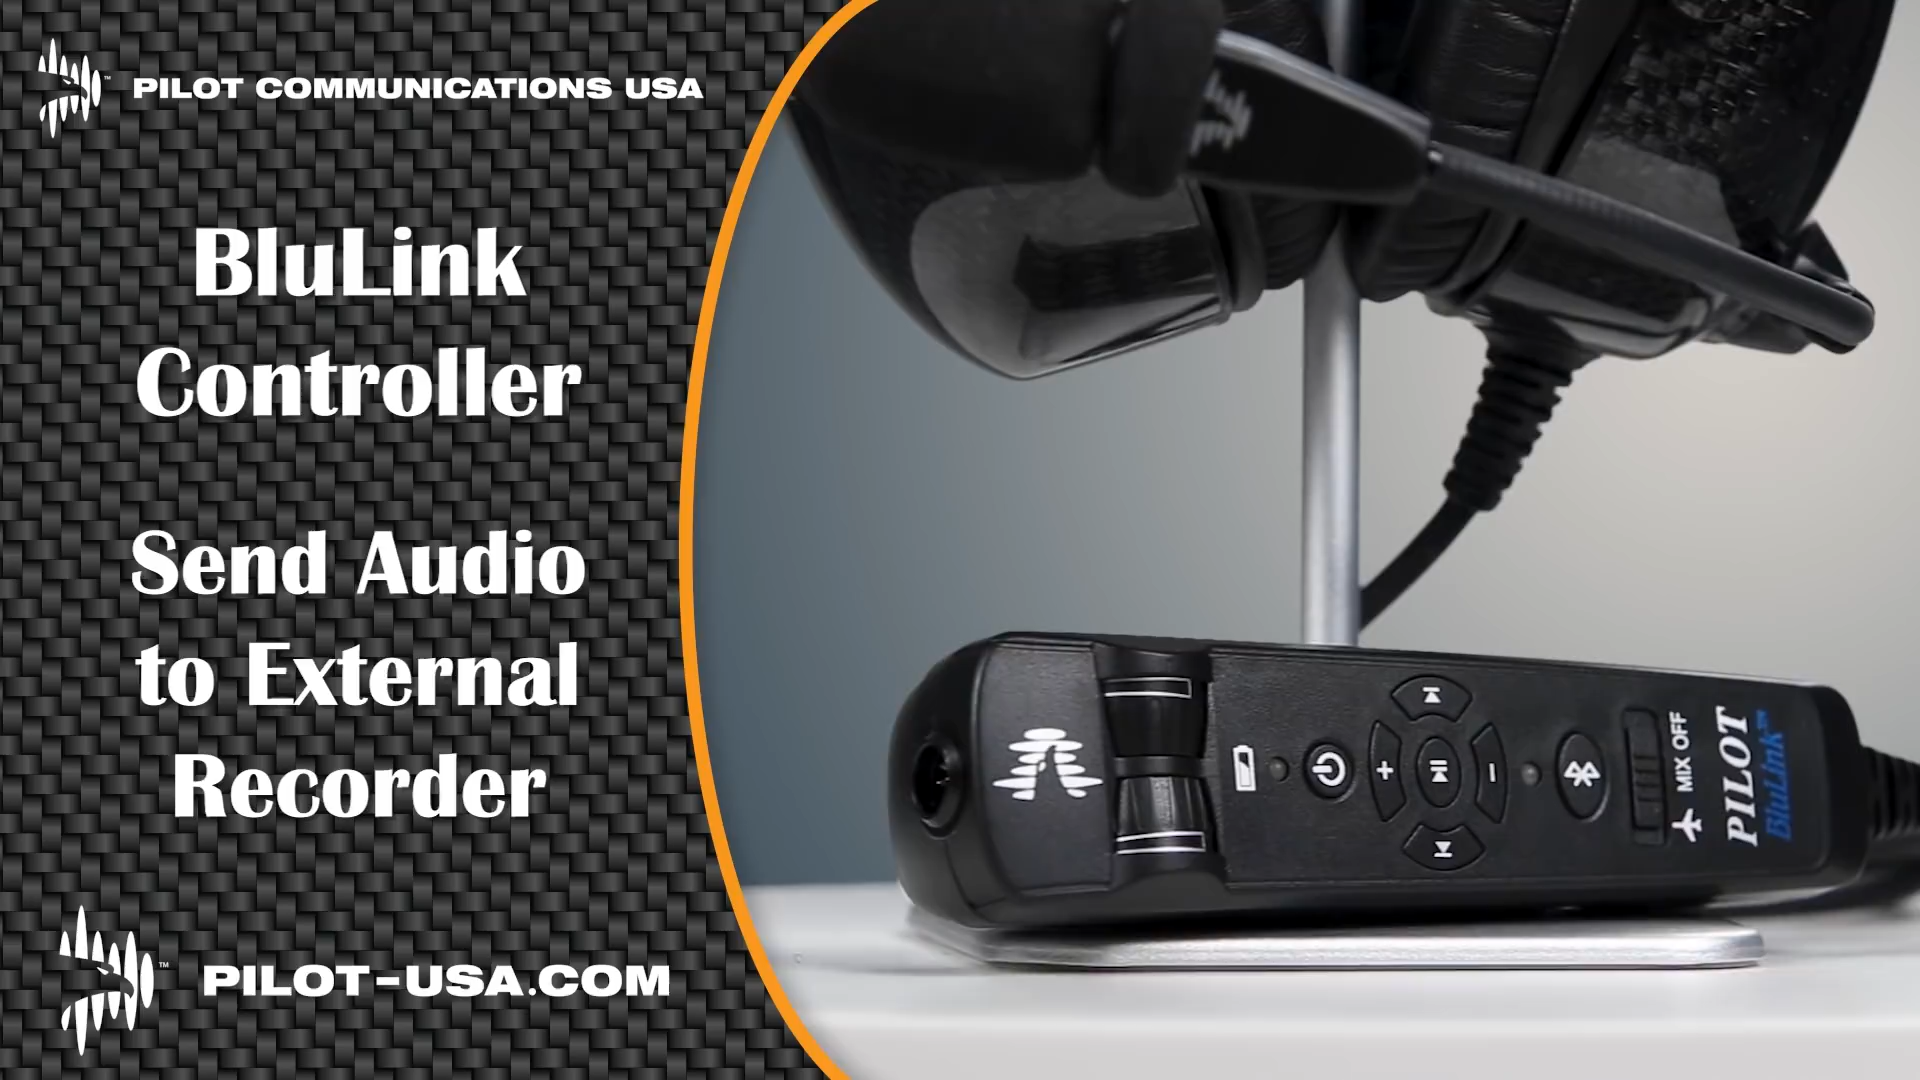 PILOT COMMUNICATIONS USA
BluLink
Controller
Send Audio
to External
Recorder
PILOT-USA.COM
MIX OFF
PILOT
BluLink